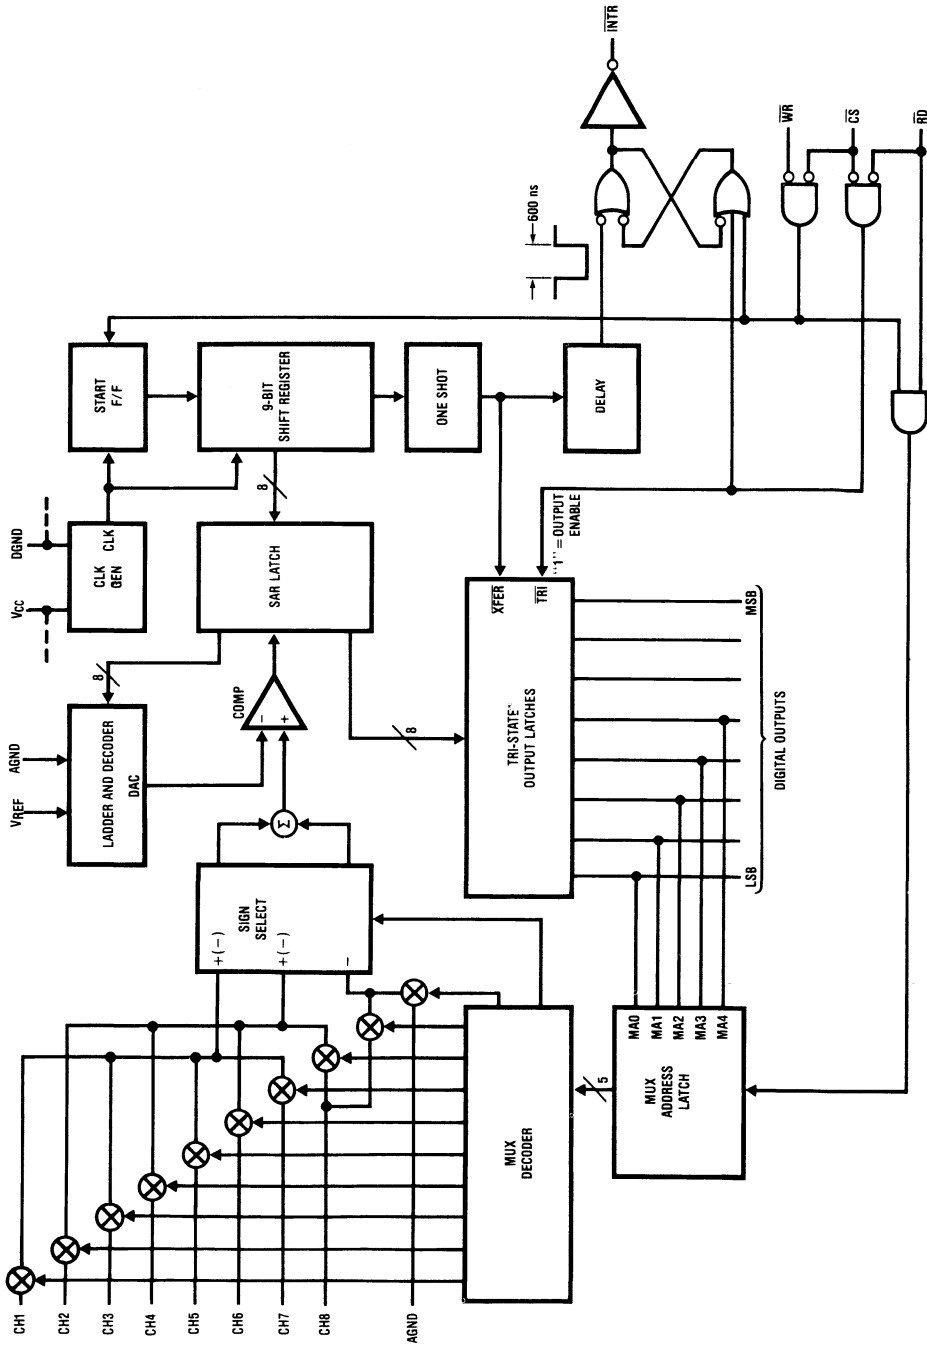 CH1
CH2
CH3
CH4
CH5
CH6
CH7
CH8
AGND
MUX
DECODER
5
MUX
ADDRESS
LATCH
MA0
MA1
MA2
MA3
MA4
+(−)
+(−)
−
SIGN
SELECT
Σ
VREF
AGND
LADDER AND DECODER
DAC
8
COMP
−
+
VCC
DGND
CLK
GEN
CLK
SAR LATCH
8
8
START
F/F
9-BIT
SHIFT REGISTER
ONE SHOT
DELAY
600 ns
TRI-STATE
OUTPUT LATCHES
XFER
TRI
"1" = OUTPUT
ENABLE
LSB
MSB
DIGITAL OUTPUTS
INTR
WR
CS
RD